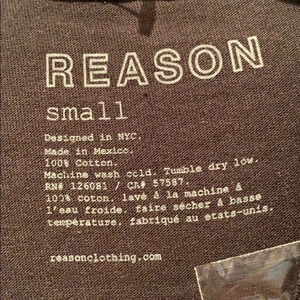 REASON
small
Designed in NYC.
Made in Mexico.
100% Cotton.
Machine wash cold. Tumble dry low.
RN# 126081 / CA# 57587.
100% coton. lavé à la machine à
l'eau froide. faire sécher à basse
température. fabriqué au etats-unis.
reasonclothing.com